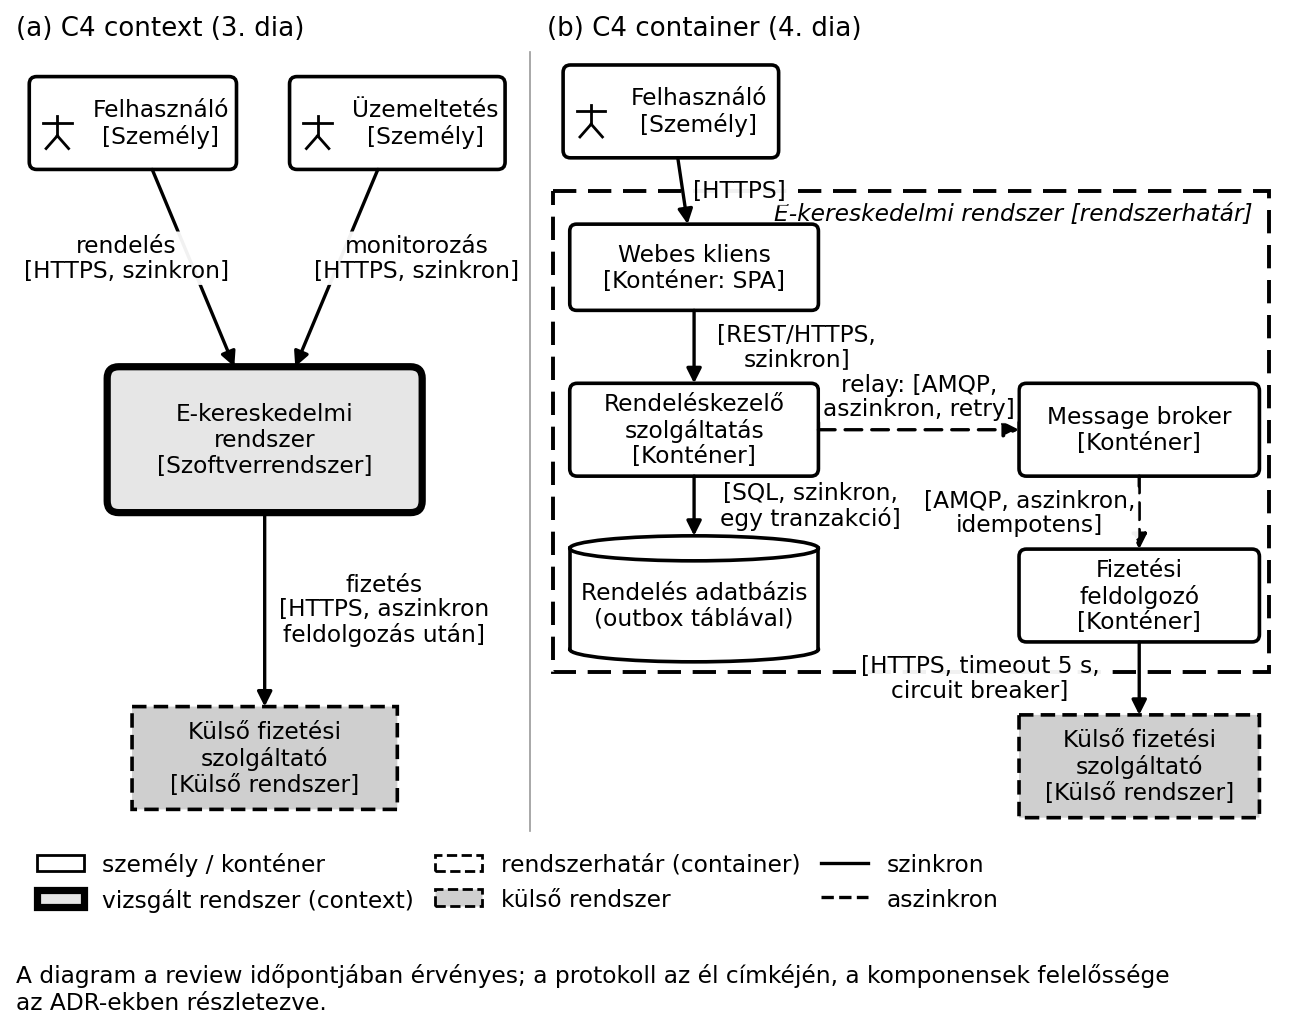 (a) C4 context (3. dia)
Felhasználó
[Személy]
Üzemeltetés
[Személy]
rendelés
[HTTPS, szinkron]
monitorozás
[HTTPS, szinkron]
E-kereskedelmi
rendszer
[Szoftverrendszer]
fizetés
[HTTPS, aszinkron
feldolgozás után]
Külső fizetési
szolgáltató
[Külső rendszer]
(b) C4 container (4. dia)
Felhasználó
[Személy]
[HTTPS]
E-kereskedelmi rendszer [rendszerhatár]
Webes kliens
[Konténer: SPA]
[REST/HTTPS,
szinkron]
relay: [AMQP,
aszinkron, retry]
Rendeléskezelő
szolgáltatás
[Konténer]
Message broker
[Konténer]
[SQL, szinkron,
egy tranzakció]
[AMQP, aszinkron,
idempotens]
Rendelés adatbázis
(outbox táblával)
Fizetési
feldolgozó
[Konténer]
[HTTPS, timeout 5 s,
circuit breaker]
Külső fizetési
szolgáltató
[Külső rendszer]
személy / konténer
vizsgált rendszer (context)
rendszerhatár (container)
külső rendszer
szinkron
aszinkron
A diagram a review időpontjában érvényes; a protokoll az él címkéjén, a komponensek felelőssége
az ADR-ekben részletezve.